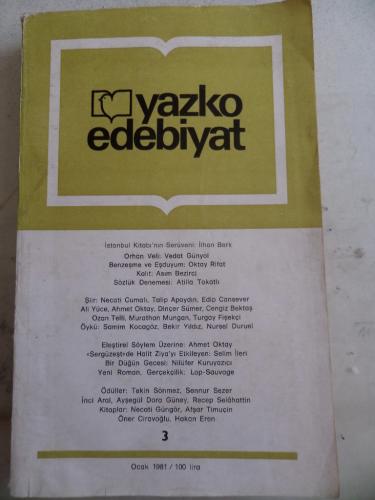 yazko
edebiyat
İstanbul Kitabı'nın Serüveni: İlhan Berk
Orhan Veli: Vedat Günyol
Benzeşme ve Eşduyum: Oktay Rifat
Kalıt: Asım Bezirci
Sözlük Denemesi: Atilla Tokatlı
Şiir: Necati Cumalı, Talip Apaydın, Edip Cansever
Ali Yüce, Ahmet Oktay, Dinçer Sümer, Cengiz Bektaş
Ozan Telli, Murathan Mungan, Turgay Fişekçi
Öykü: Samim Kocagöz, Bekir Yıldız, Nursel Duruel
Eleştirel Söylem Üzerine: Ahmet Oktay
«Sergüzeşt»de Halit Ziya'yı Etkileyen: Selim İleri
Bir Düğün Gecesi: Nilüfer Kuruyazıcı
Yeni Roman, Gerçekçilik: Lop-Sauvage
Ödüller: Tekin Sönmez, Sennur Sezer
İnci Aral, Ayşegül Dora Güney, Recep Selâhattin
Kitaplar: Necati Güngör, Afşar Timuçin
Öner Ciravoğlu, Hakan Eren
3
Ocak 1981 / 100 lira